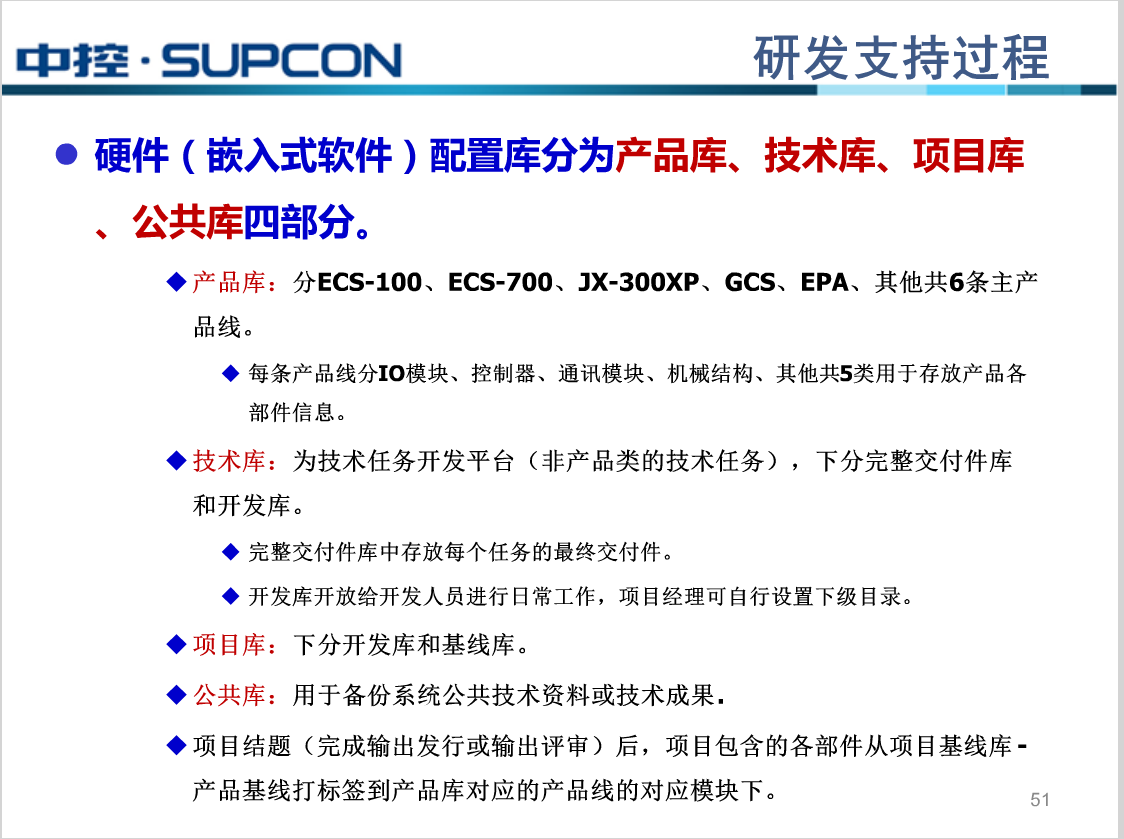 中控·SUPCON
研发支持过程
硬件（嵌入式软件）配置库分为产品库、技术库、项目库
、公共库四部分。
产品库：分ECS-100、ECS-700、JX-300XP、GCS、EPA、其他共6条主产
品线。
每条产品线分IO模块、控制器、通讯模块、机械结构、其他共5类用于存放产品各
部件信息。
技术库：为技术任务开发平台（非产品类的技术任务），下分完整交付件库
和开发库。
完整交付件库中存放每个任务的最终交付件。
开发库开放给开发人员进行日常工作，项目经理可自行设置下级目录。
项目库：下分开发库和基线库。
公共库：用于备份系统公共技术资料或技术成果.
项目结题（完成输出发行或输出评审）后，项目包含的各部件从项目基线库-
产品基线打标签到产品库对应的产品线的对应模块下。
51